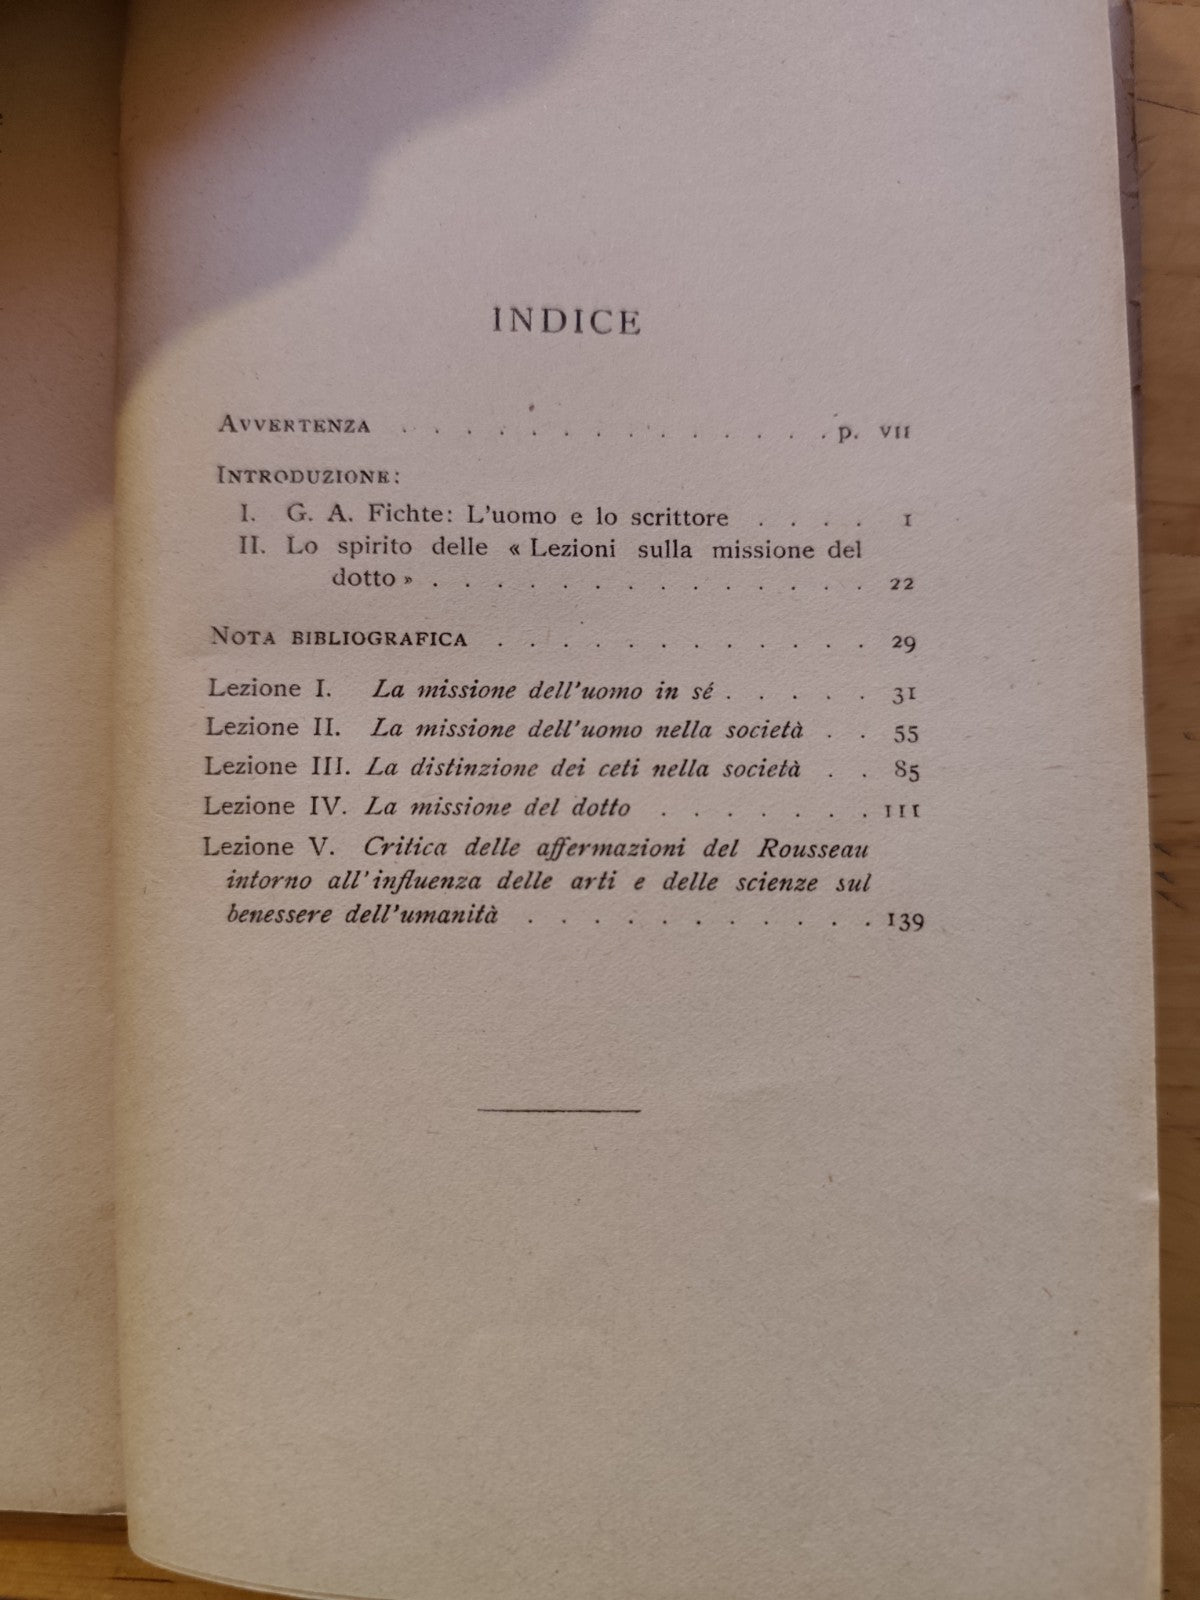 INDICE
AVVERTENZA . . . . . . . . . . . . . . p. VII
INTRODUZIONE:
I. G. A. Fichte: L'uomo e lo scrittore . . . . 1
II. Lo spirito delle « Lezioni sulla missione del
dotto » . . . . . . . . . . . . . . 22
NOTA BIBLIOGRAFICA . . . . . . . . . . . . 29
Lezione I. La missione dell'uomo in sé . . . . . 31
Lezione II. La missione dell'uomo nella società . . 55
Lezione III. La distinzione dei ceti nella società . . 85
Lezione IV. La missione del dotto . . . . . . . 111
Lezione V. Critica delle affermazioni del Rousseau
intorno all'influenza delle arti e delle scienze sul
benessere dell'umanità . . . . . . . . . . . 139